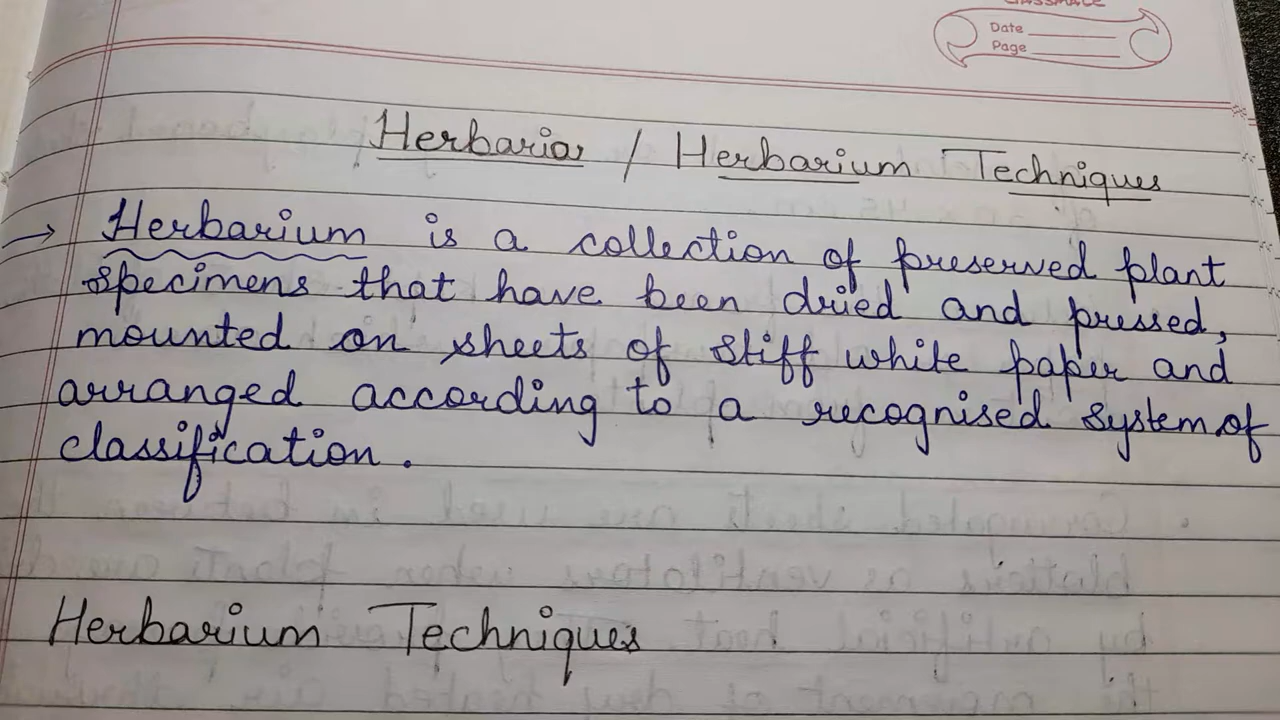 Date
Page
Herbaria / Herbarium Techniques
→ Herbarium is a collection of preserved plant
specimens that have been dried and pressed,
mounted on sheets of stiff white paper and
arranged according to a recognised system of
classification.
Herbarium Techniques